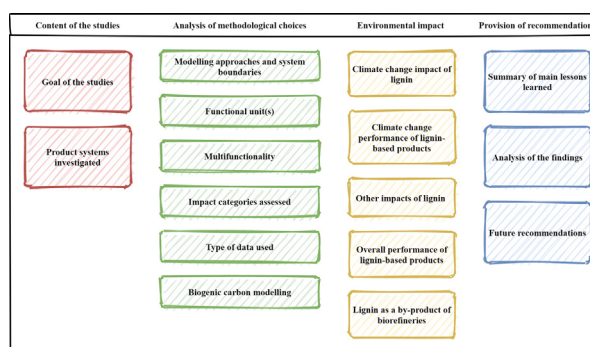 Content of the studies
Analysis of methodological choices
Environmental impact
Provision of recommendation
Goal of the studies
Product systems
investigated
Modelling approaches and system
boundaries
Functional unit(s)
Multifunctionality
Impact categories assessed
Type of data used
Biogenic carbon modelling
Climate change impact of
lignin
Climate change
performance of lignin-
based products
Other impacts of lignin
Overall performance of
lignin-based products
Lignin as a by-product of
biorefineries
Summary of main lessons
learned
Analysis of the findings
Future recommendations